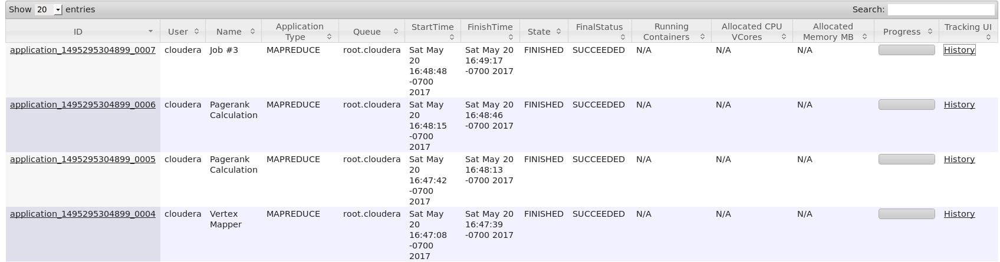 Show 20 entries Search:
ID User Name Application Type Queue StartTime FinishTime State FinalStatus Running Containers Allocated CPU VCores Allocated Memory MB Progress Tracking UI
application_1495295304899_0007 cloudera Job #3 MAPREDUCE root.cloudera Sat May 20 16:48:48 -0700 2017 Sat May 20 16:49:17 -0700 2017 FINISHED SUCCEEDED N/A N/A N/A History
application_1495295304899_0006 cloudera Pagerank Calculation MAPREDUCE root.cloudera Sat May 20 16:48:15 -0700 2017 Sat May 20 16:48:46 -0700 2017 FINISHED SUCCEEDED N/A N/A N/A History
application_1495295304899_0005 cloudera Pagerank Calculation MAPREDUCE root.cloudera Sat May 20 16:47:42 -0700 2017 Sat May 20 16:48:13 -0700 2017 FINISHED SUCCEEDED N/A N/A N/A History
application_1495295304899_0004 cloudera Vertex Mapper MAPREDUCE root.cloudera Sat May 20 16:47:08 -0700 2017 Sat May 20 16:47:39 -0700 2017 FINISHED SUCCEEDED N/A N/A N/A History